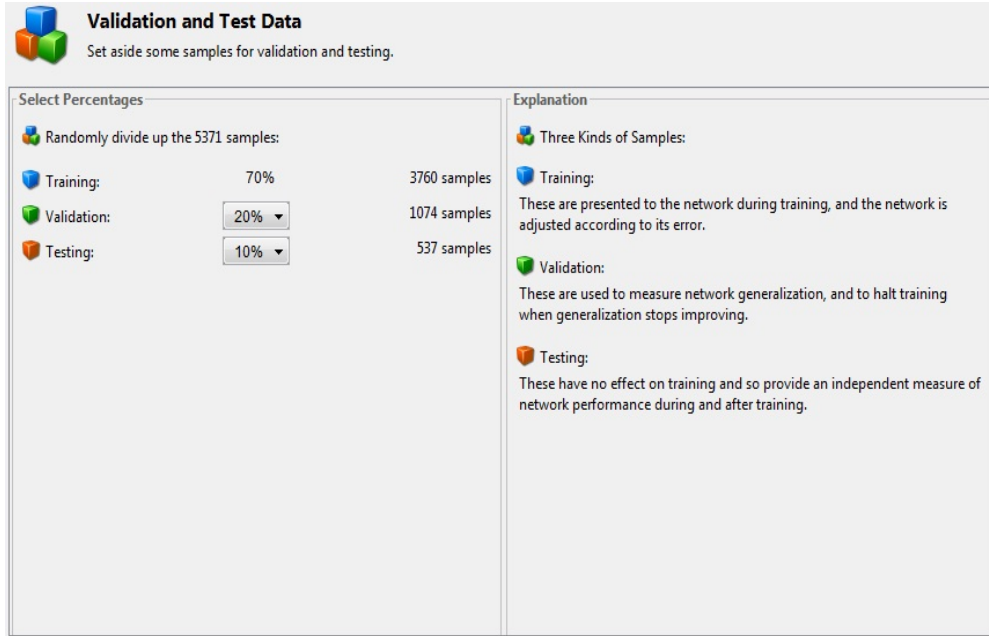 Validation and Test Data
Set aside some samples for validation and testing.
Select Percentages
Randomly divide up the 5371 samples:
Training: 70% 3760 samples
Validation: 20% 1074 samples
Testing: 10% 537 samples
Explanation
Three Kinds of Samples:
Training:
These are presented to the network during training, and the network is
adjusted according to its error.
Validation:
These are used to measure network generalization, and to halt training
when generalization stops improving.
Testing:
These have no effect on training and so provide an independent measure of
network performance during and after training.